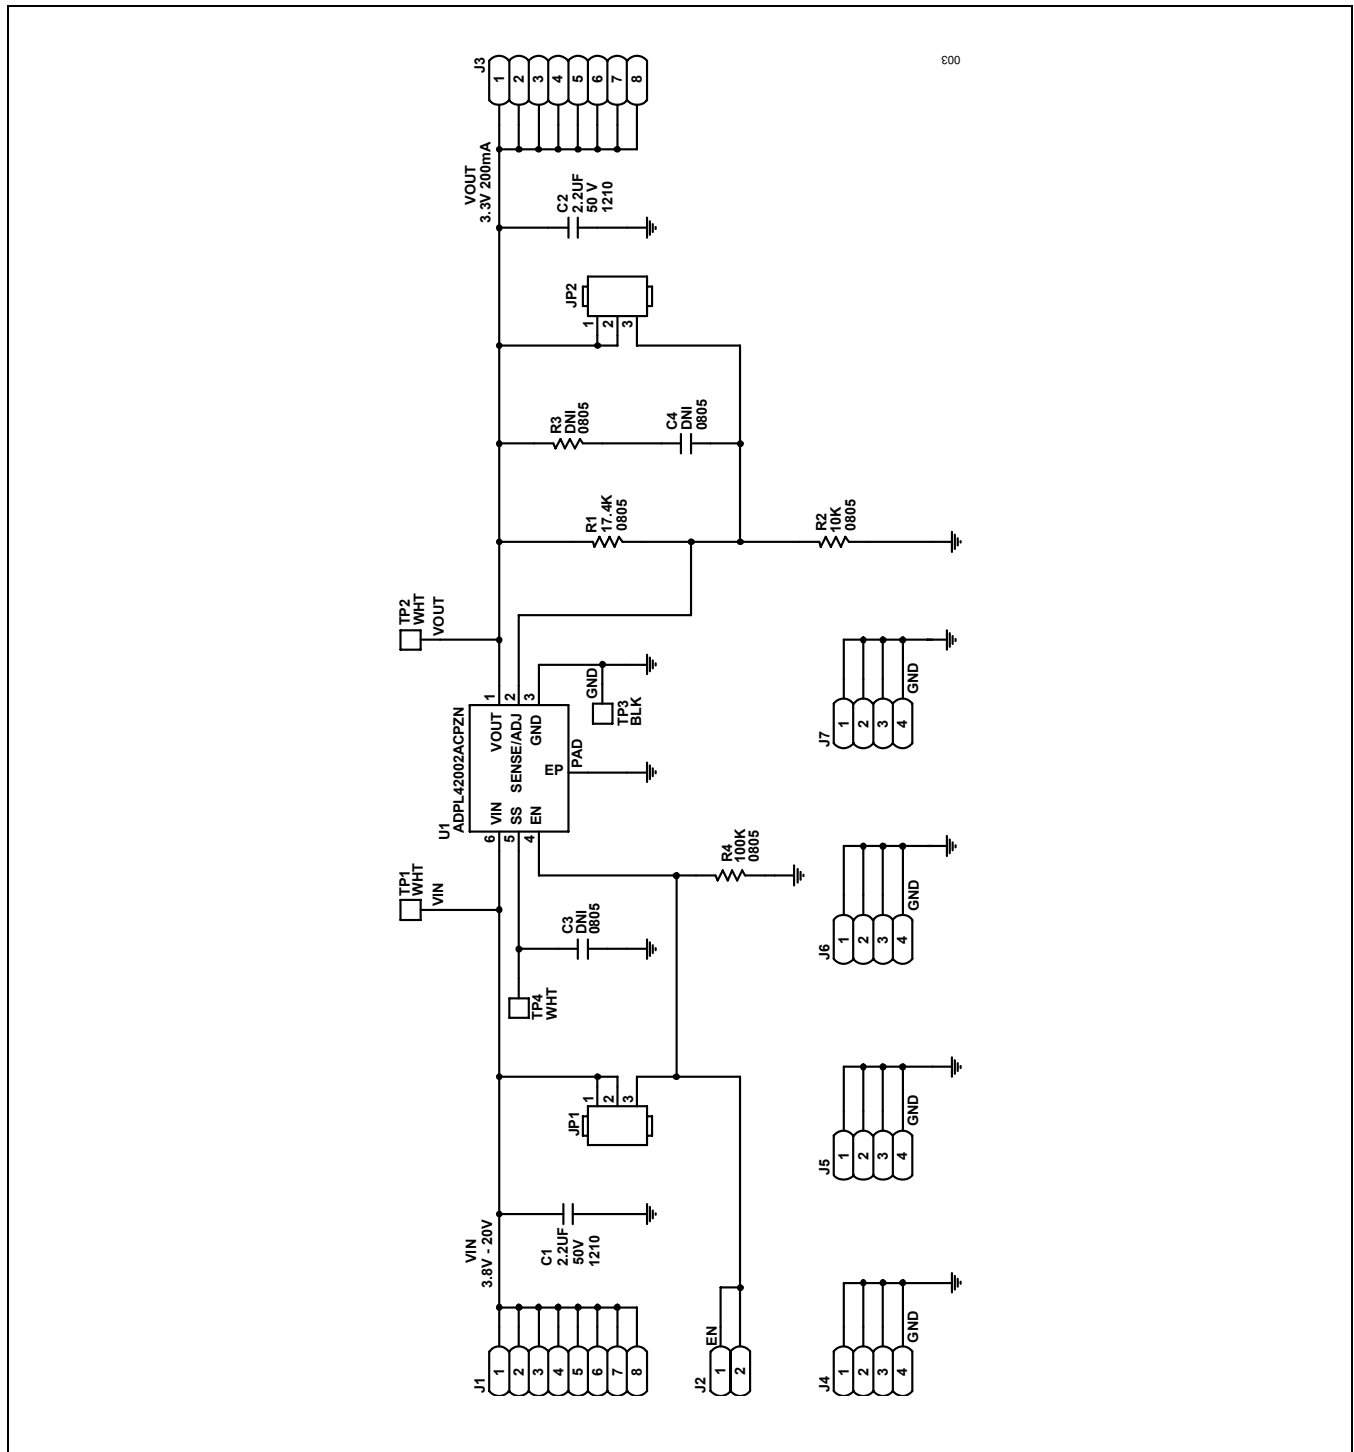 J1
1
2
3
4
5
6
7
8
VIN
3.8V - 20V
C1
2.2UF
50V
1210
J2
EN
1
2
JP1
1
2
3
TP1
WHT
VIN
TP4
WHT
C3
DNI
0805
R4
100K
0805
U1
ADPL42002ACPZN
6
VIN
5
SS
4
EN
VOUT
1
SENSE/ADJ
2
GND
3
EP
PAD
GND
TP3
BLK
TP2
WHT
VOUT
R1
17.4K
0805
R2
10K
0805
R3
DNI
0805
C4
DNI
0805
JP2
1
2
3
C2
2.2UF
50 V
1210
VOUT
3.3V 200mA
J3
1
2
3
4
5
6
7
8
J4
1
2
3
4
GND
J5
1
2
3
4
GND
J6
1
2
3
4
GND
J7
1
2
3
4
GND
003